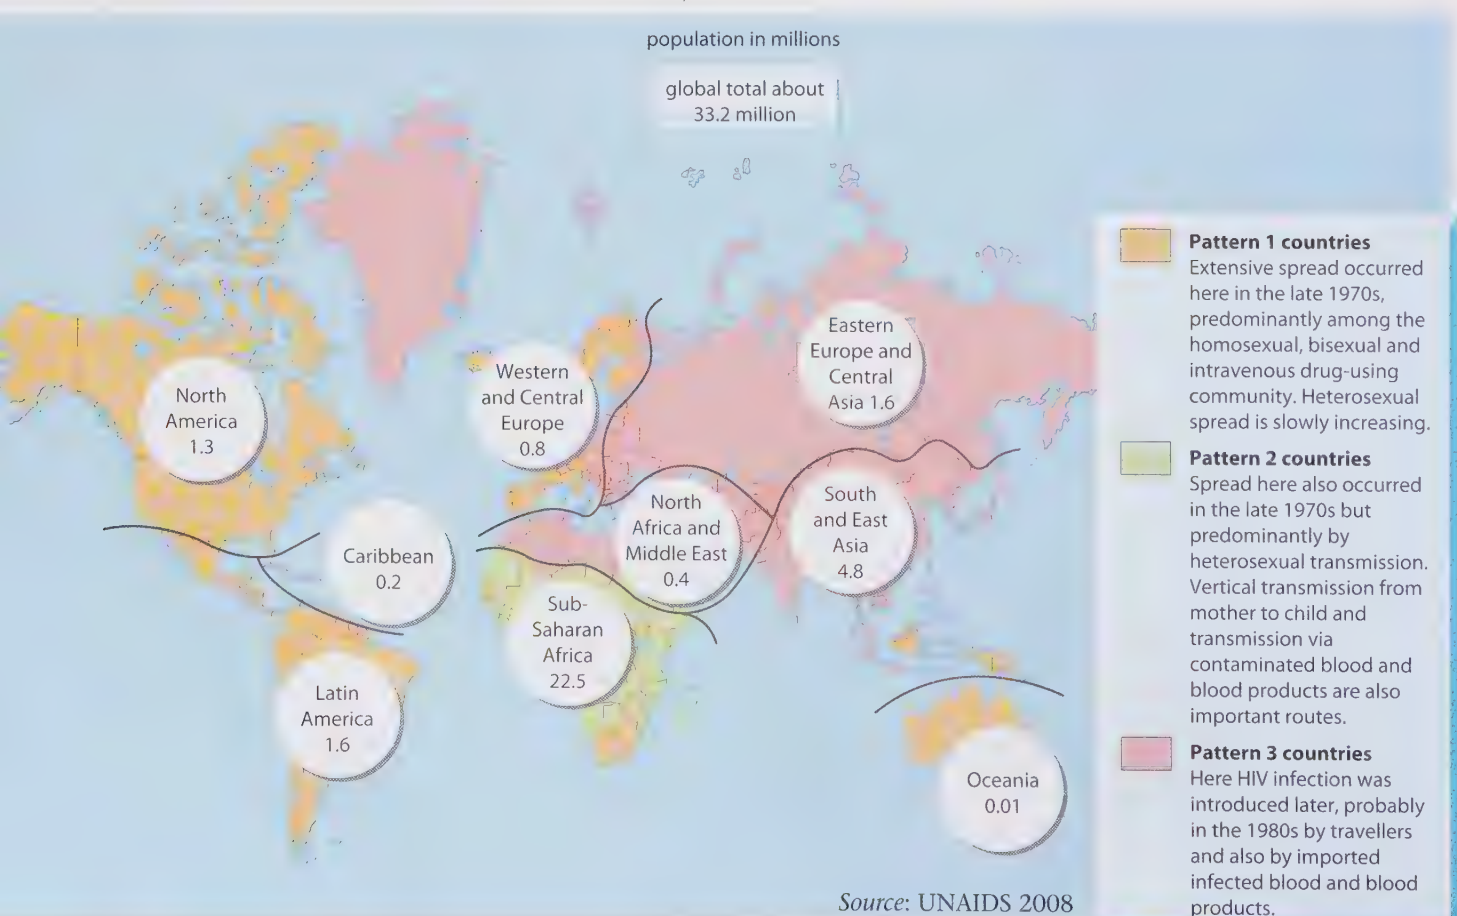 population in millions
global total about
33.2 million
North
America
1.3
Western
and Central
Europe
0.8
Eastern
Europe and
Central
Asia 1.6
Caribbean
0.2
North
Africa and
Middle East
0.4
South
and East
Asia
4.8
Sub-
Saharan
Africa
22.5
Latin
America
1.6
Oceania
0.01
Pattern 1 countries
Extensive spread occurred
here in the late 1970s,
predominantly among the
homosexual, bisexual and
intravenous drug-using
community. Heterosexual
spread is slowly increasing.
Pattern 2 countries
Spread here also occurred
in the late 1970s but
predominantly by
heterosexual transmission.
Vertical transmission from
mother to child and
transmission via
contaminated blood and
blood products are also
important routes.
Pattern 3 countries
Here HIV infection was
introduced later, probably
in the 1980s by travellers
and also by imported
infected blood and blood
products.
Source: UNAIDS 2008